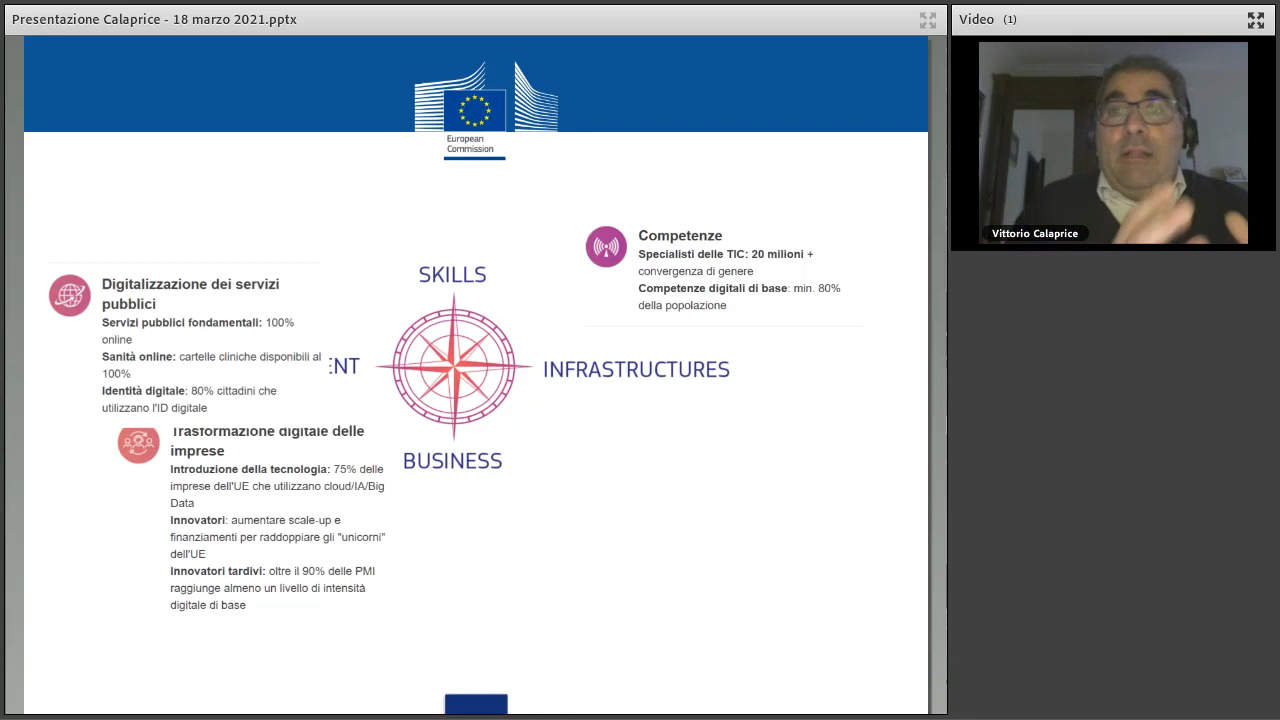 Presentazione Calaprice - 18 marzo 2021.pptx
Video (1)
European
Commission
Vittorio Calaprice
Competenze
Specialisti delle TIC: 20 milioni +
convergenza di genere
Competenze digitali di base: min. 80%
della popolazione
SKILLS
Digitalizzazione dei servizi
pubblici
Servizi pubblici fondamentali: 100%
online
Sanità online: cartelle cliniche disponibili al
100%
Identità digitale: 80% cittadini che
utilizzano l'ID digitale
ENT
INFRASTRUCTURES
BUSINESS
Trasformazione digitale delle
imprese
Introduzione della tecnologia: 75% delle
imprese dell'UE che utilizzano cloud/IA/Big
Data
Innovatori: aumentare scale-up e
finanziamenti per raddoppiare gli "unicorni"
dell'UE
Innovatori tardivi: oltre il 90% delle PMI
raggiunge almeno un livello di intensità
digitale di base